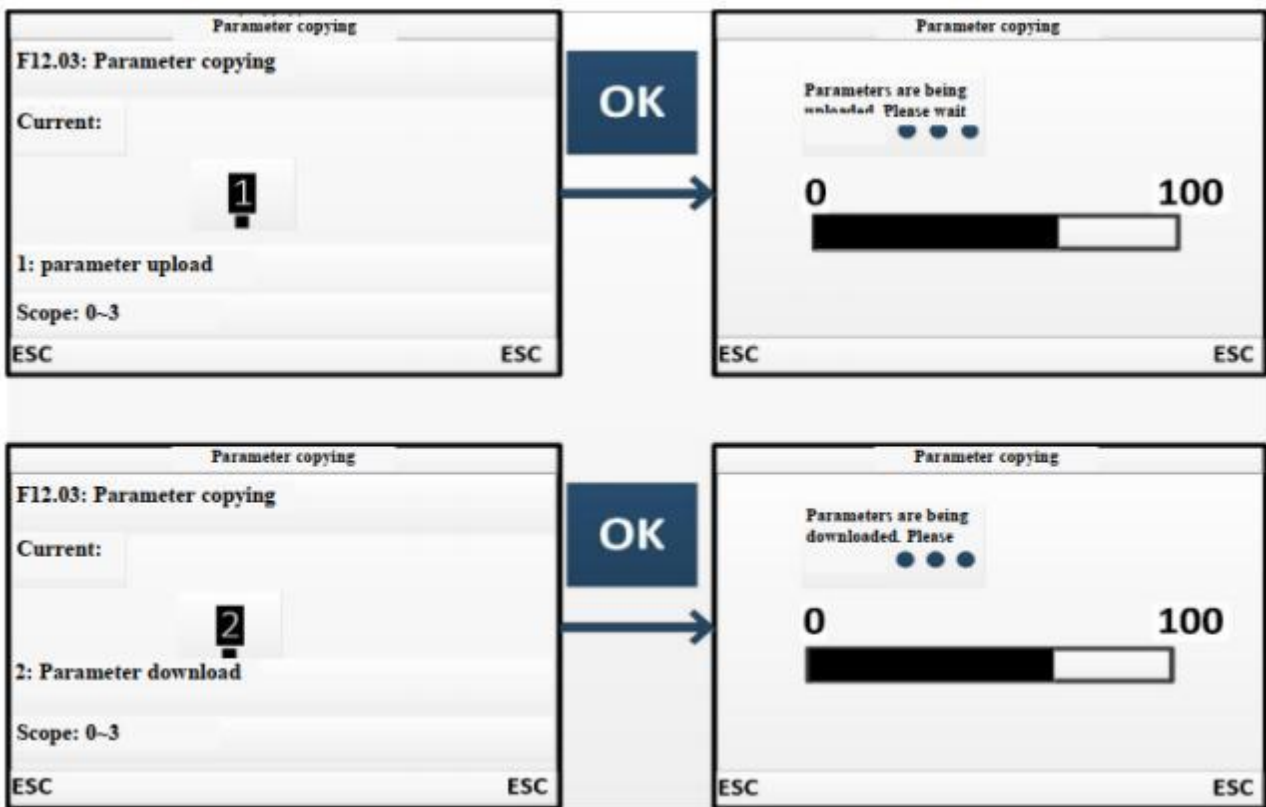 Parameter copying
F12.03: Parameter copying
Current:
1
1: parameter upload
Scope: 0~3
ESC ESC
OK
Parameter copying
Parameters are being
Please wait
0 100
ESC ESC
Parameter copying
F12.03: Parameter copying
Current:
2
2: Parameter download
Scope: 0~3
ESC ESC
OK
Parameter copying
Parameters are being
downloaded. Please
0 100
ESC ESC